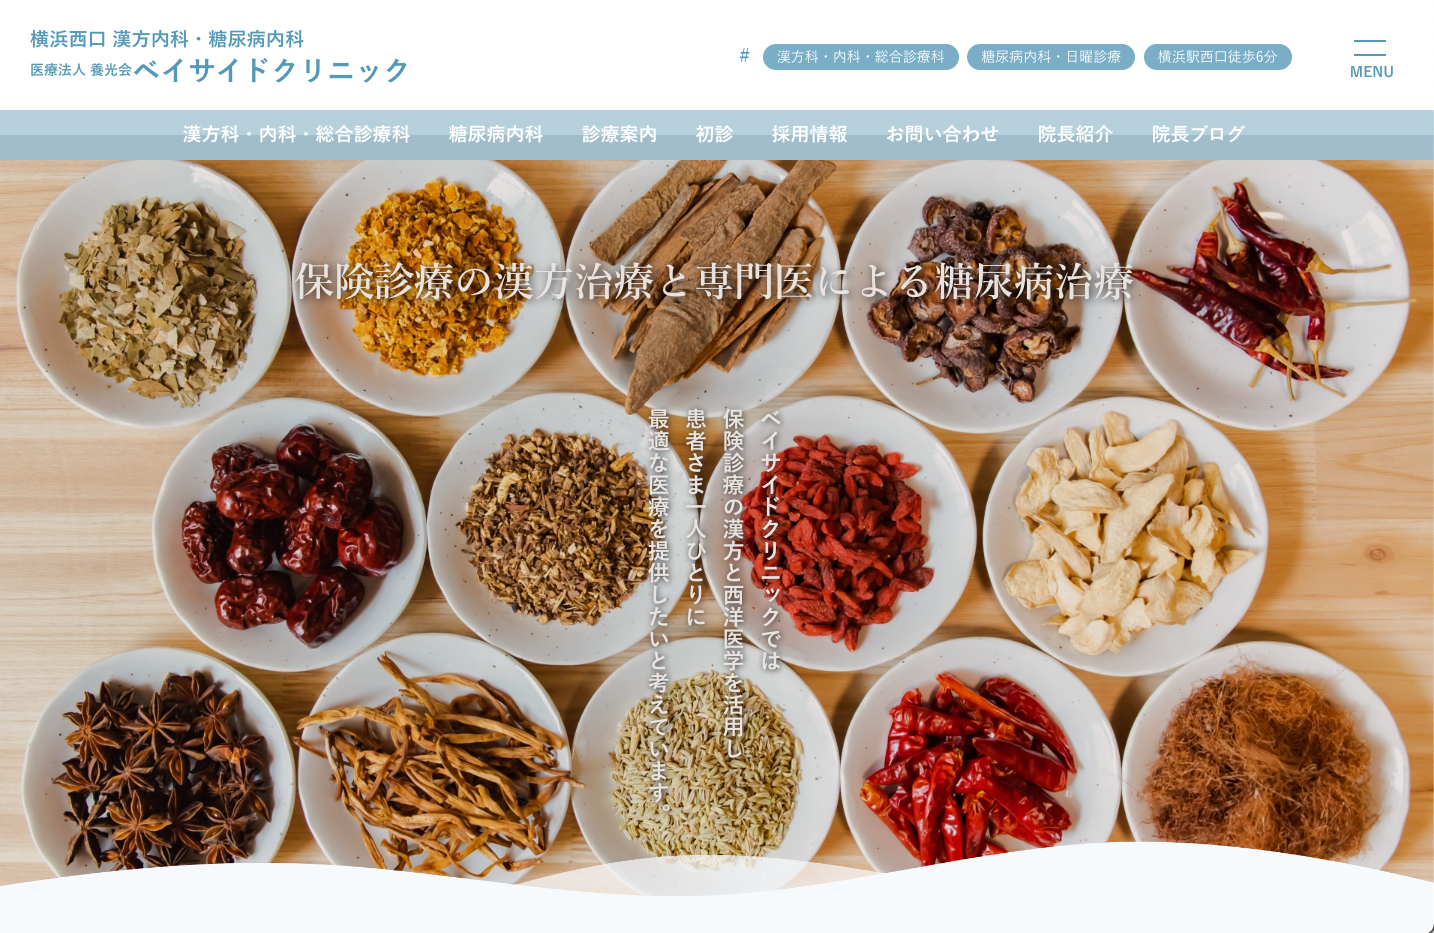 横浜西口 漢方内科・糖尿病内科
医療法人 養光会ベイサイドクリニック
# 漢方科・内科・総合診療科 糖尿病内科・日曜診療 横浜駅西口徒歩6分
MENU
漢方科・内科・総合診療科 糖尿病内科 診療案内 初診 採用情報 お問い合わせ 院長紹介 院長ブログ
保険診療の漢方治療と専門医による糖尿病治療
ベイサイドクリニックでは
保険診療の漢方と西洋医学を活用し
患者さま一人ひとりに
最適な医療を提供したいと考えています。